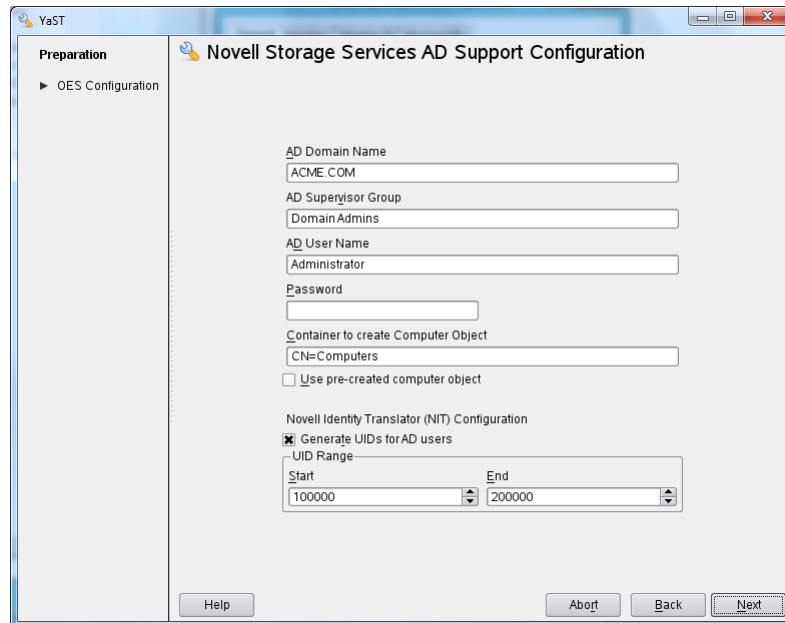 YaST
Preparation
OES Configuration
Novell Storage Services AD Support Configuration
AD Domain Name
ACME.COM
AD Supervisor Group
Domain Admins
AD User Name
Administrator
Password
Container to create Computer Object
CN=Computers
Use pre-created computer object
Novell Identity Translator (NIT) Configuration
Generate UIDs for AD users
UID Range
Start End
100000 200000
Help Abort Back Next